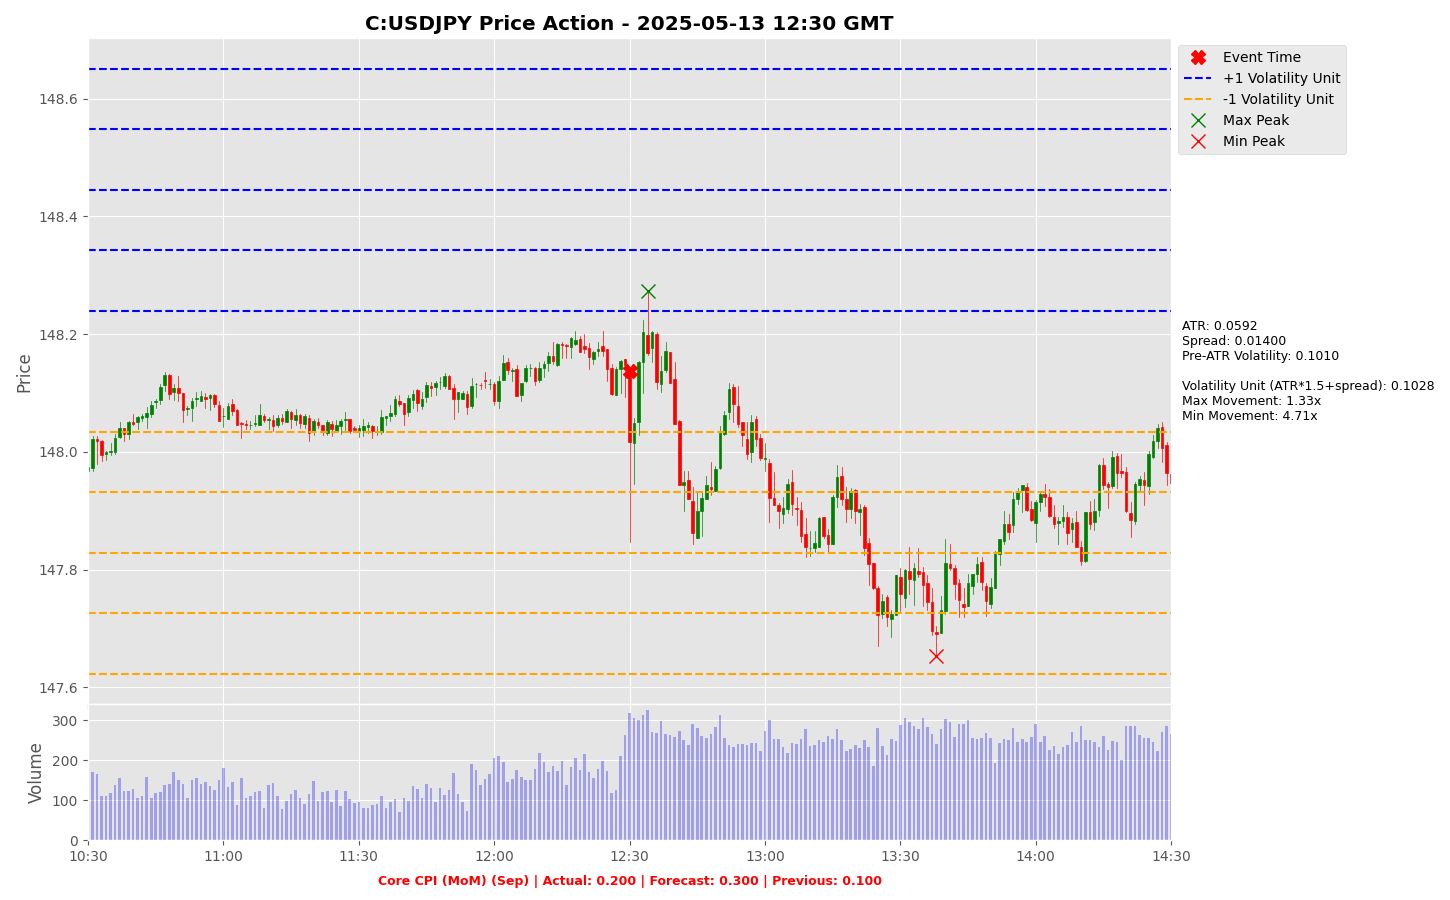 C:USDJPY Price Action - 2025-05-13 12:30 GMT
Event Time
+1 Volatility Unit
-1 Volatility Unit
Max Peak
Min Peak
Price
148.6
148.4
148.2
148.0
147.8
147.6
ATR: 0.0592
Spread: 0.01400
Pre-ATR Volatility: 0.1010
Volatility Unit (ATR*1.5+spread): 0.1028
Max Movement: 1.33x
Min Movement: 4.71x
Volume
300
200
100
0
10:30 11:00 11:30 12:00 12:30 13:00 13:30 14:00 14:30
Core CPI (MoM) (Sep) | Actual: 0.200 | Forecast: 0.300 | Previous: 0.100